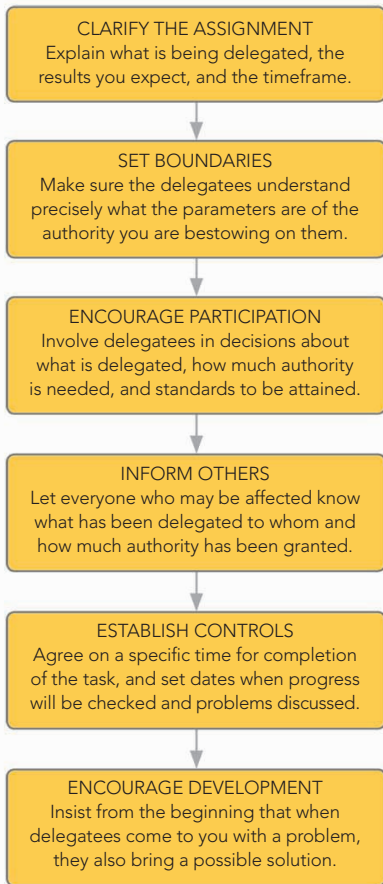 CLARIFY THE ASSIGNMENT
Explain what is being delegated, the
results you expect, and the timeframe.
SET BOUNDARIES
Make sure the delegatees understand
precisely what the parameters are of the
authority you are bestowing on them.
ENCOURAGE PARTICIPATION
Involve delegatees in decisions about
what is delegated, how much authority
is needed, and standards to be attained.
INFORM OTHERS
Let everyone who may be affected know
what has been delegated to whom and
how much authority has been granted.
ESTABLISH CONTROLS
Agree on a specific time for completion
of the task, and set dates when progress
will be checked and problems discussed.
ENCOURAGE DEVELOPMENT
Insist from the beginning that when
delegatees come to you with a problem,
they also bring a possible solution.